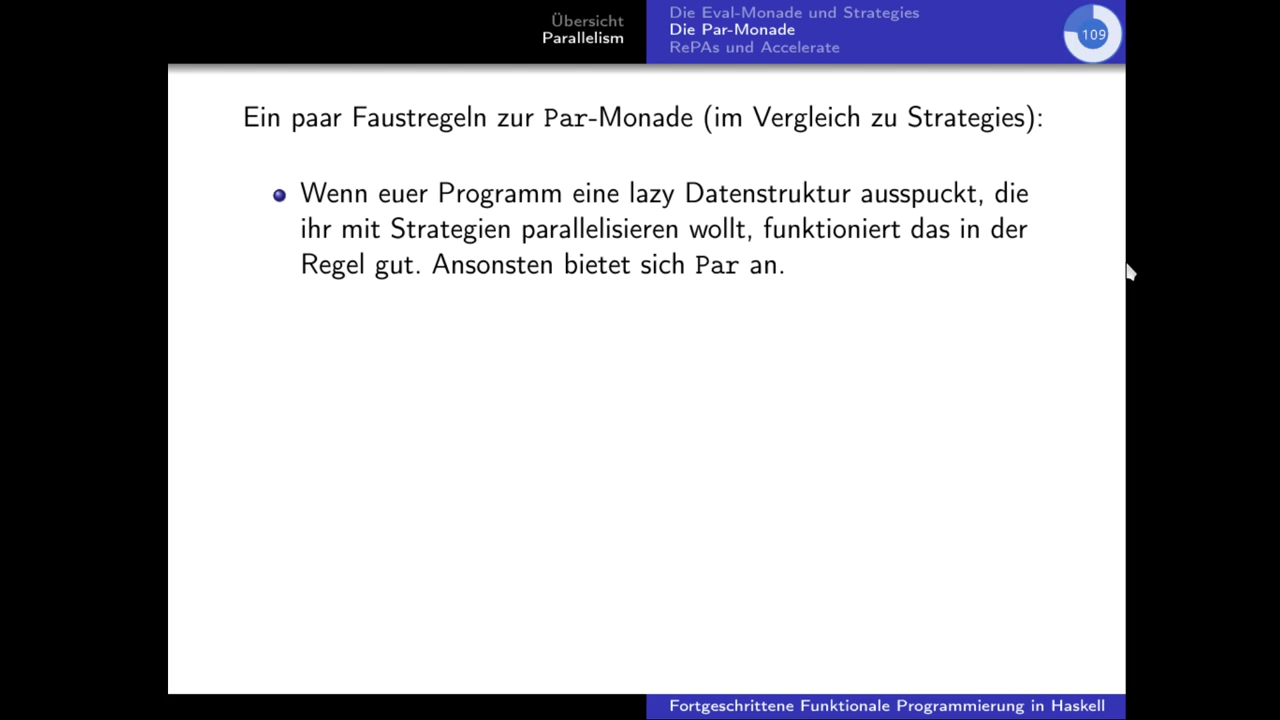 Übersicht
Parallelism
Die Eval-Monade und Strategies
Die Par-Monade
RePAs und Accelerate
109
Ein paar Faustregeln zur Par-Monade (im Vergleich zu Strategies):
Wenn euer Programm eine lazy Datenstruktur ausspuckt, die
ihr mit Strategien parallelisieren wollt, funktioniert das in der
Regel gut. Ansonsten bietet sich Par an.
Fortgeschrittene Funktionale Programmierung in Haskell